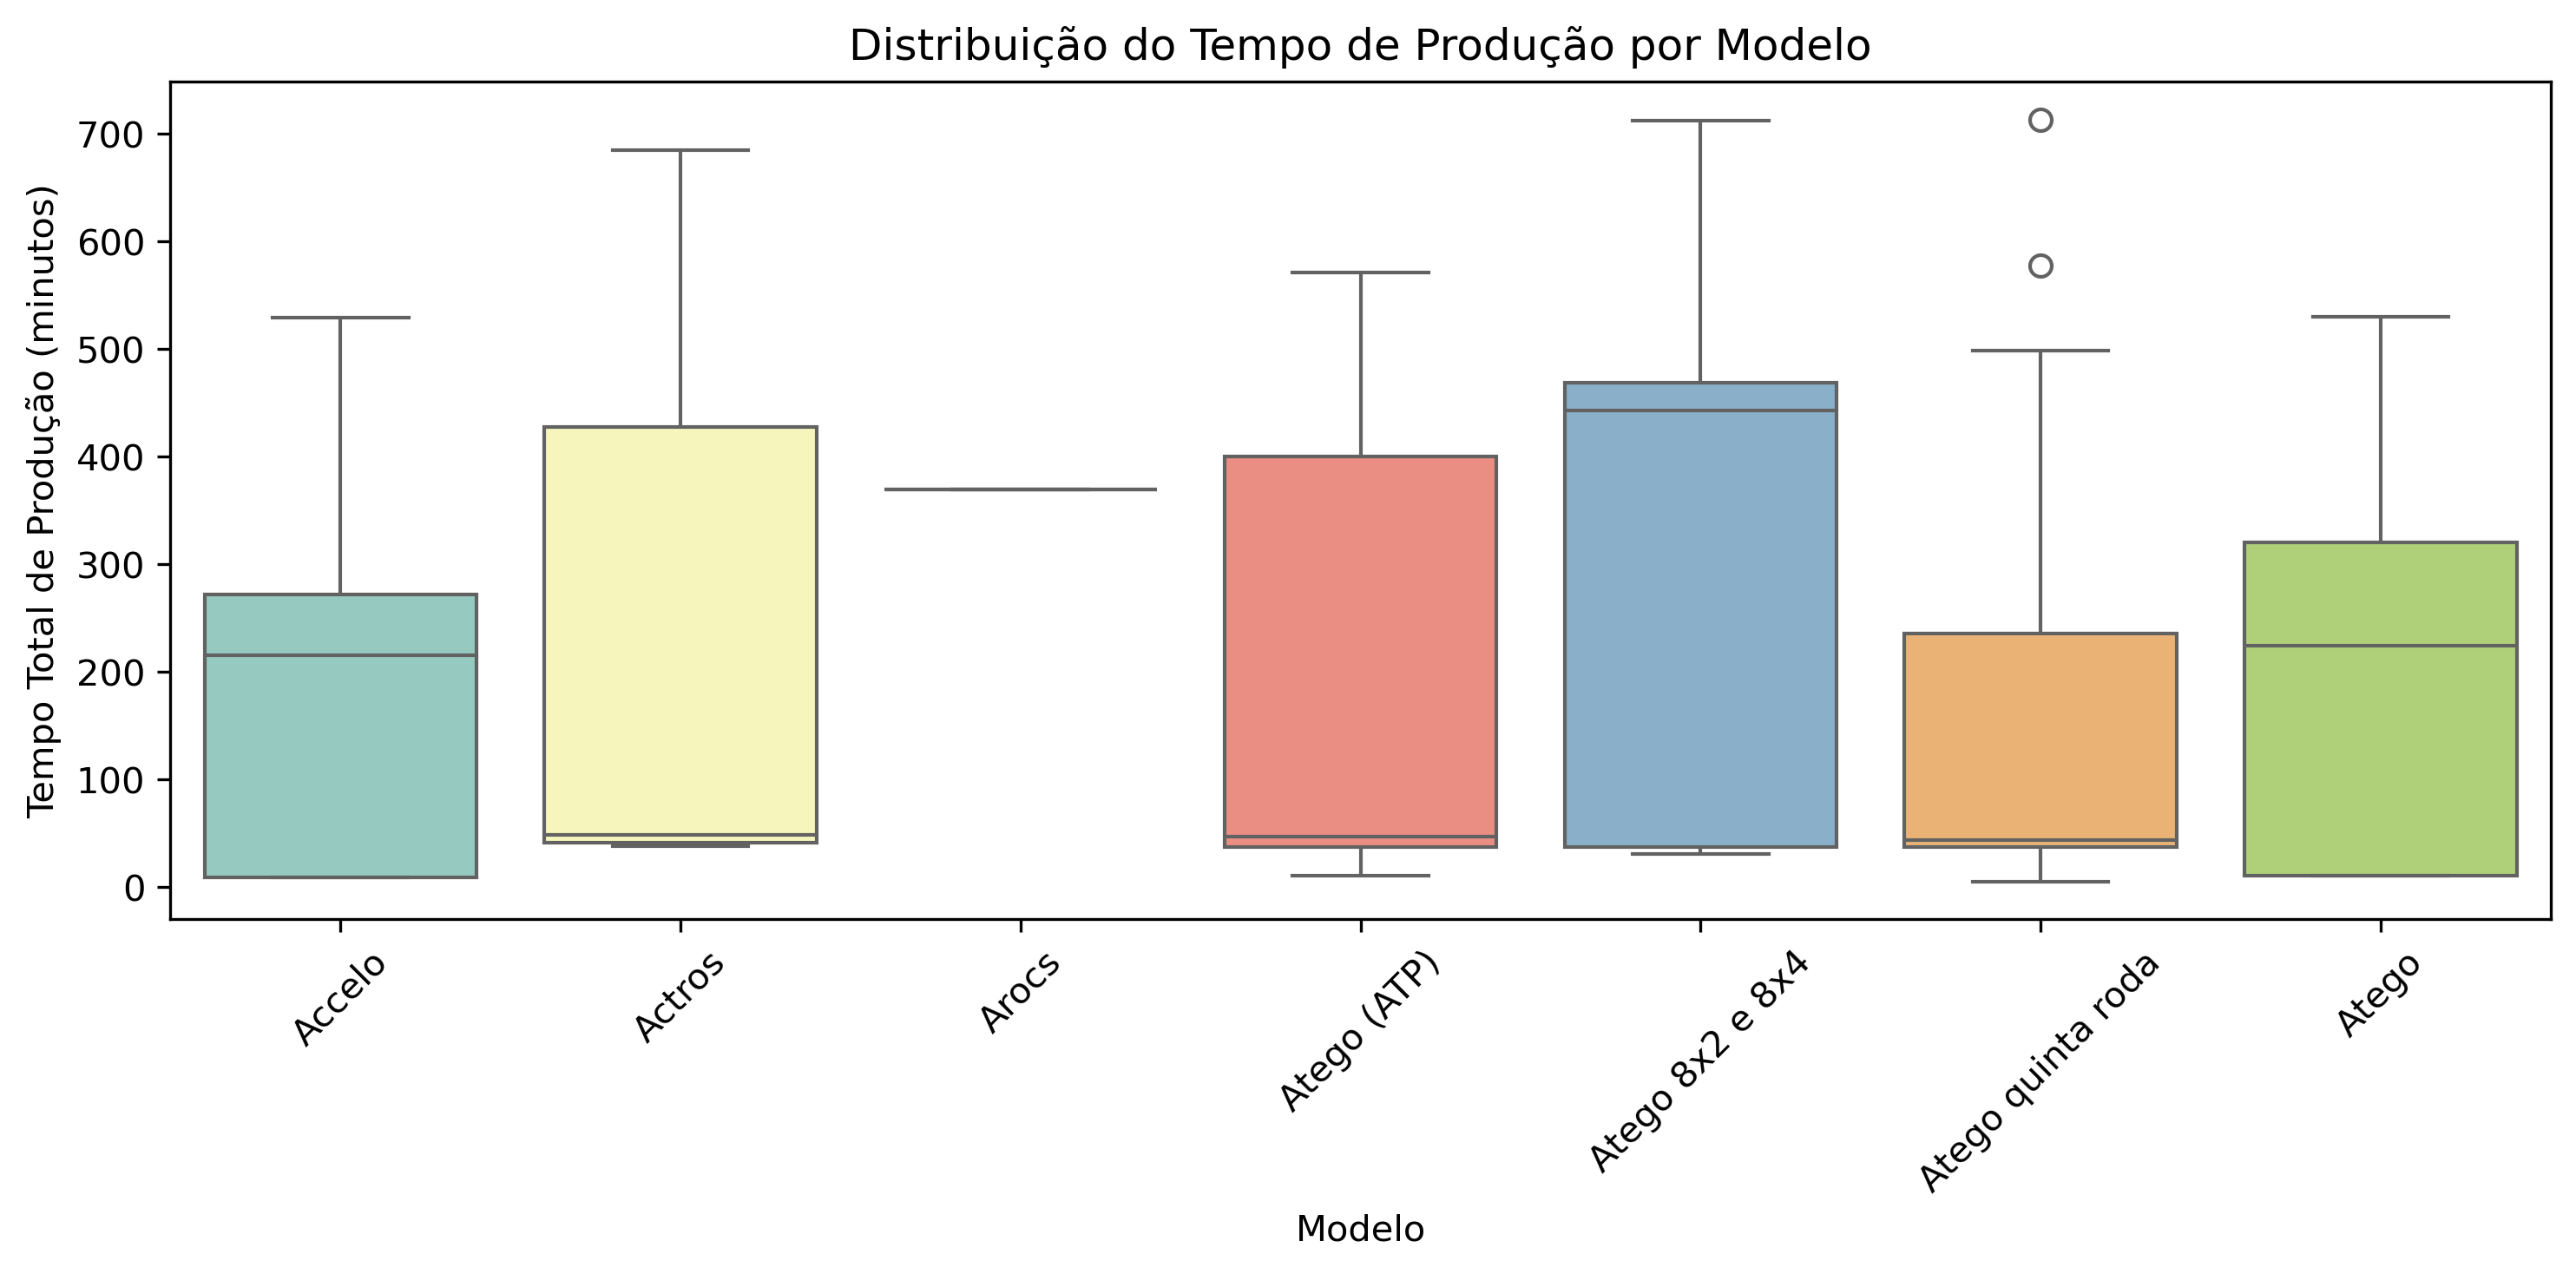 Distribuição do Tempo de Produção por Modelo
Tempo Total de Produção (minutos)
700
600
500
400
300
200
100
0
Accelo
Actros
Arocs
Atego (ATP)
Atego 8x2 e 8x4
Atego quinta roda
Atego
Modelo